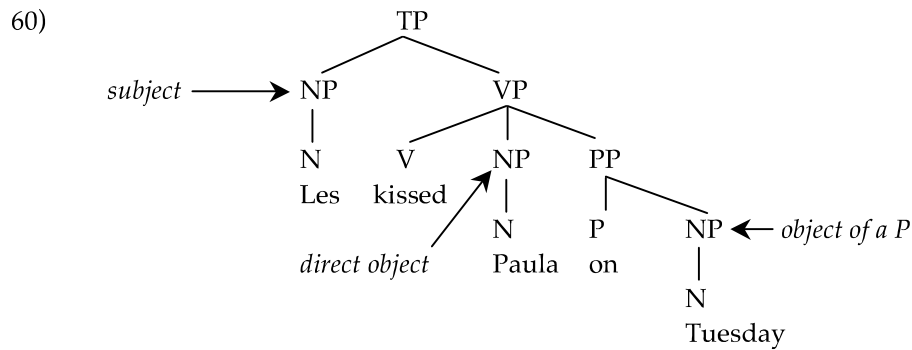 60) TP
subject NP VP
N V NP PP
Les kissed
N P NP object of a P
direct object Paula on
N
Tuesday